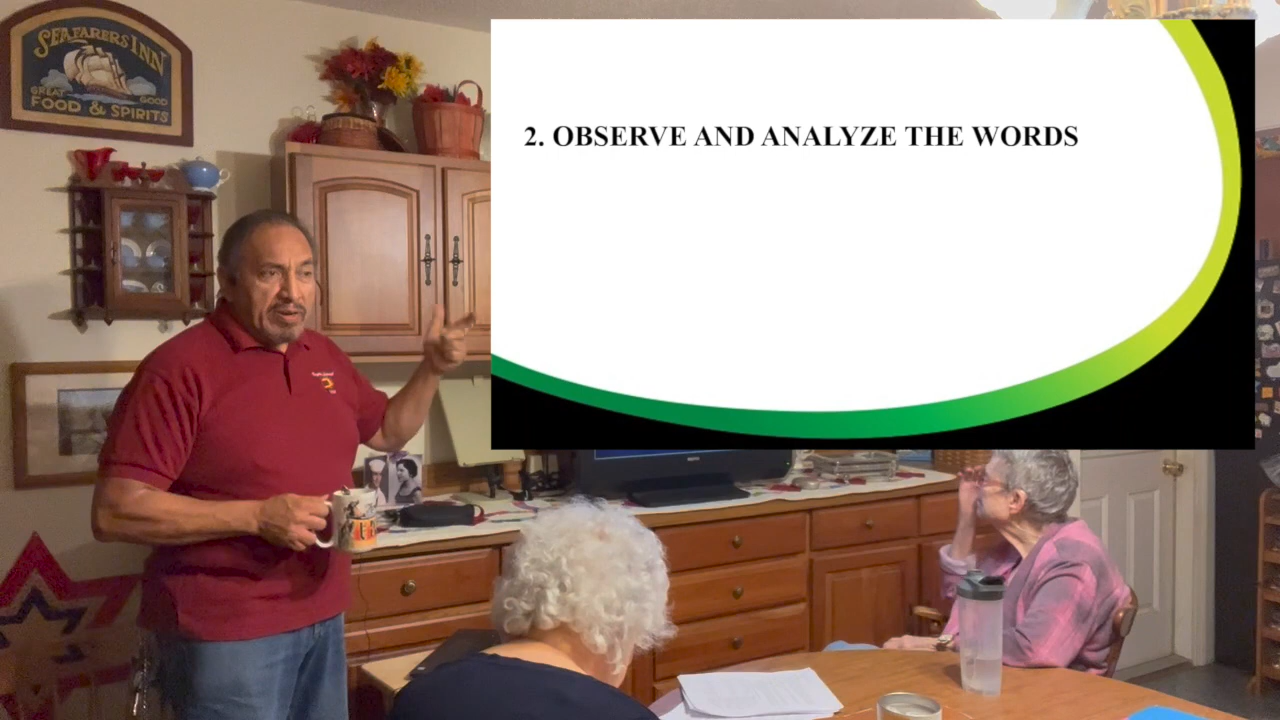 SEAFARERS INN
GREAT GOOD
FOOD & SPIRITS
2. OBSERVE AND ANALYZE THE WORDS